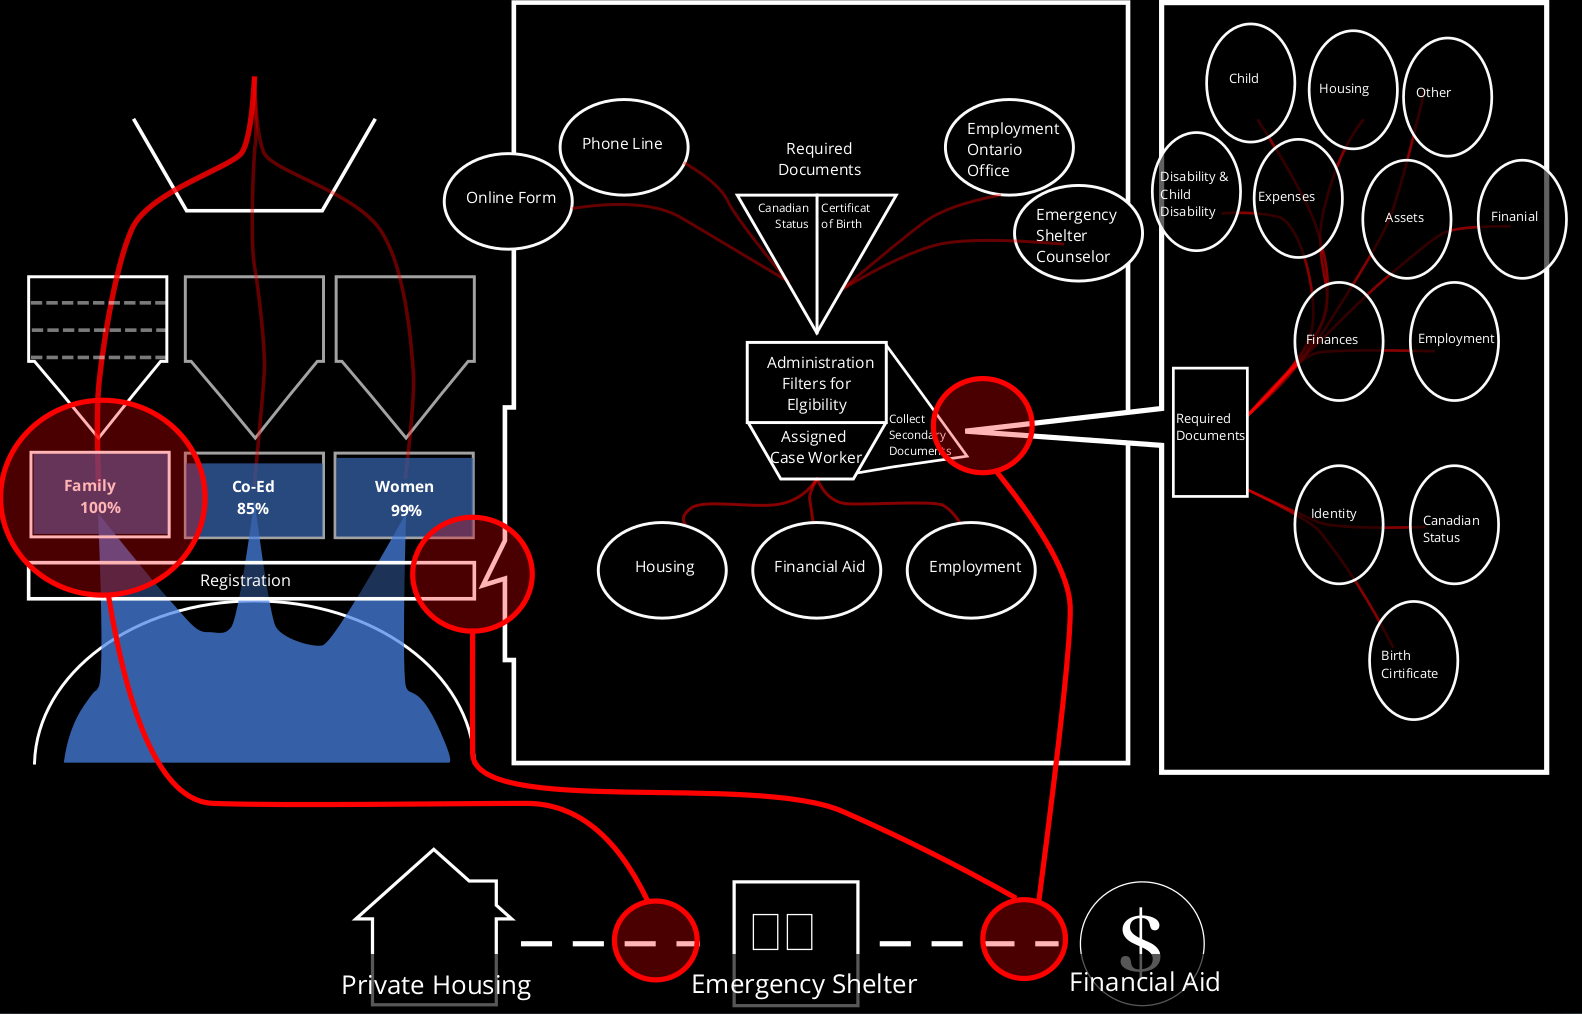 Family
100%
Co-Ed
85%
Women
99%
Registration
Online Form
Phone Line
Required
Documents
Canadian
Status
Certificat
of Birth
Employment
Ontario
Office
Emergency
Shelter
Counselor
Administration
Filters for
Elgibility
Assigned
Case Worker
Collect
Secondary
Documents
Housing
Financial Aid
Employment
Child
Housing
Other
Disability &
Child
Disability
Expenses
Assets
Finanial
Finances
Employment
Required
Documents
Identity
Canadian
Status
Birth
Cirtificate
Private Housing
Emergency Shelter
$
Financial Aid